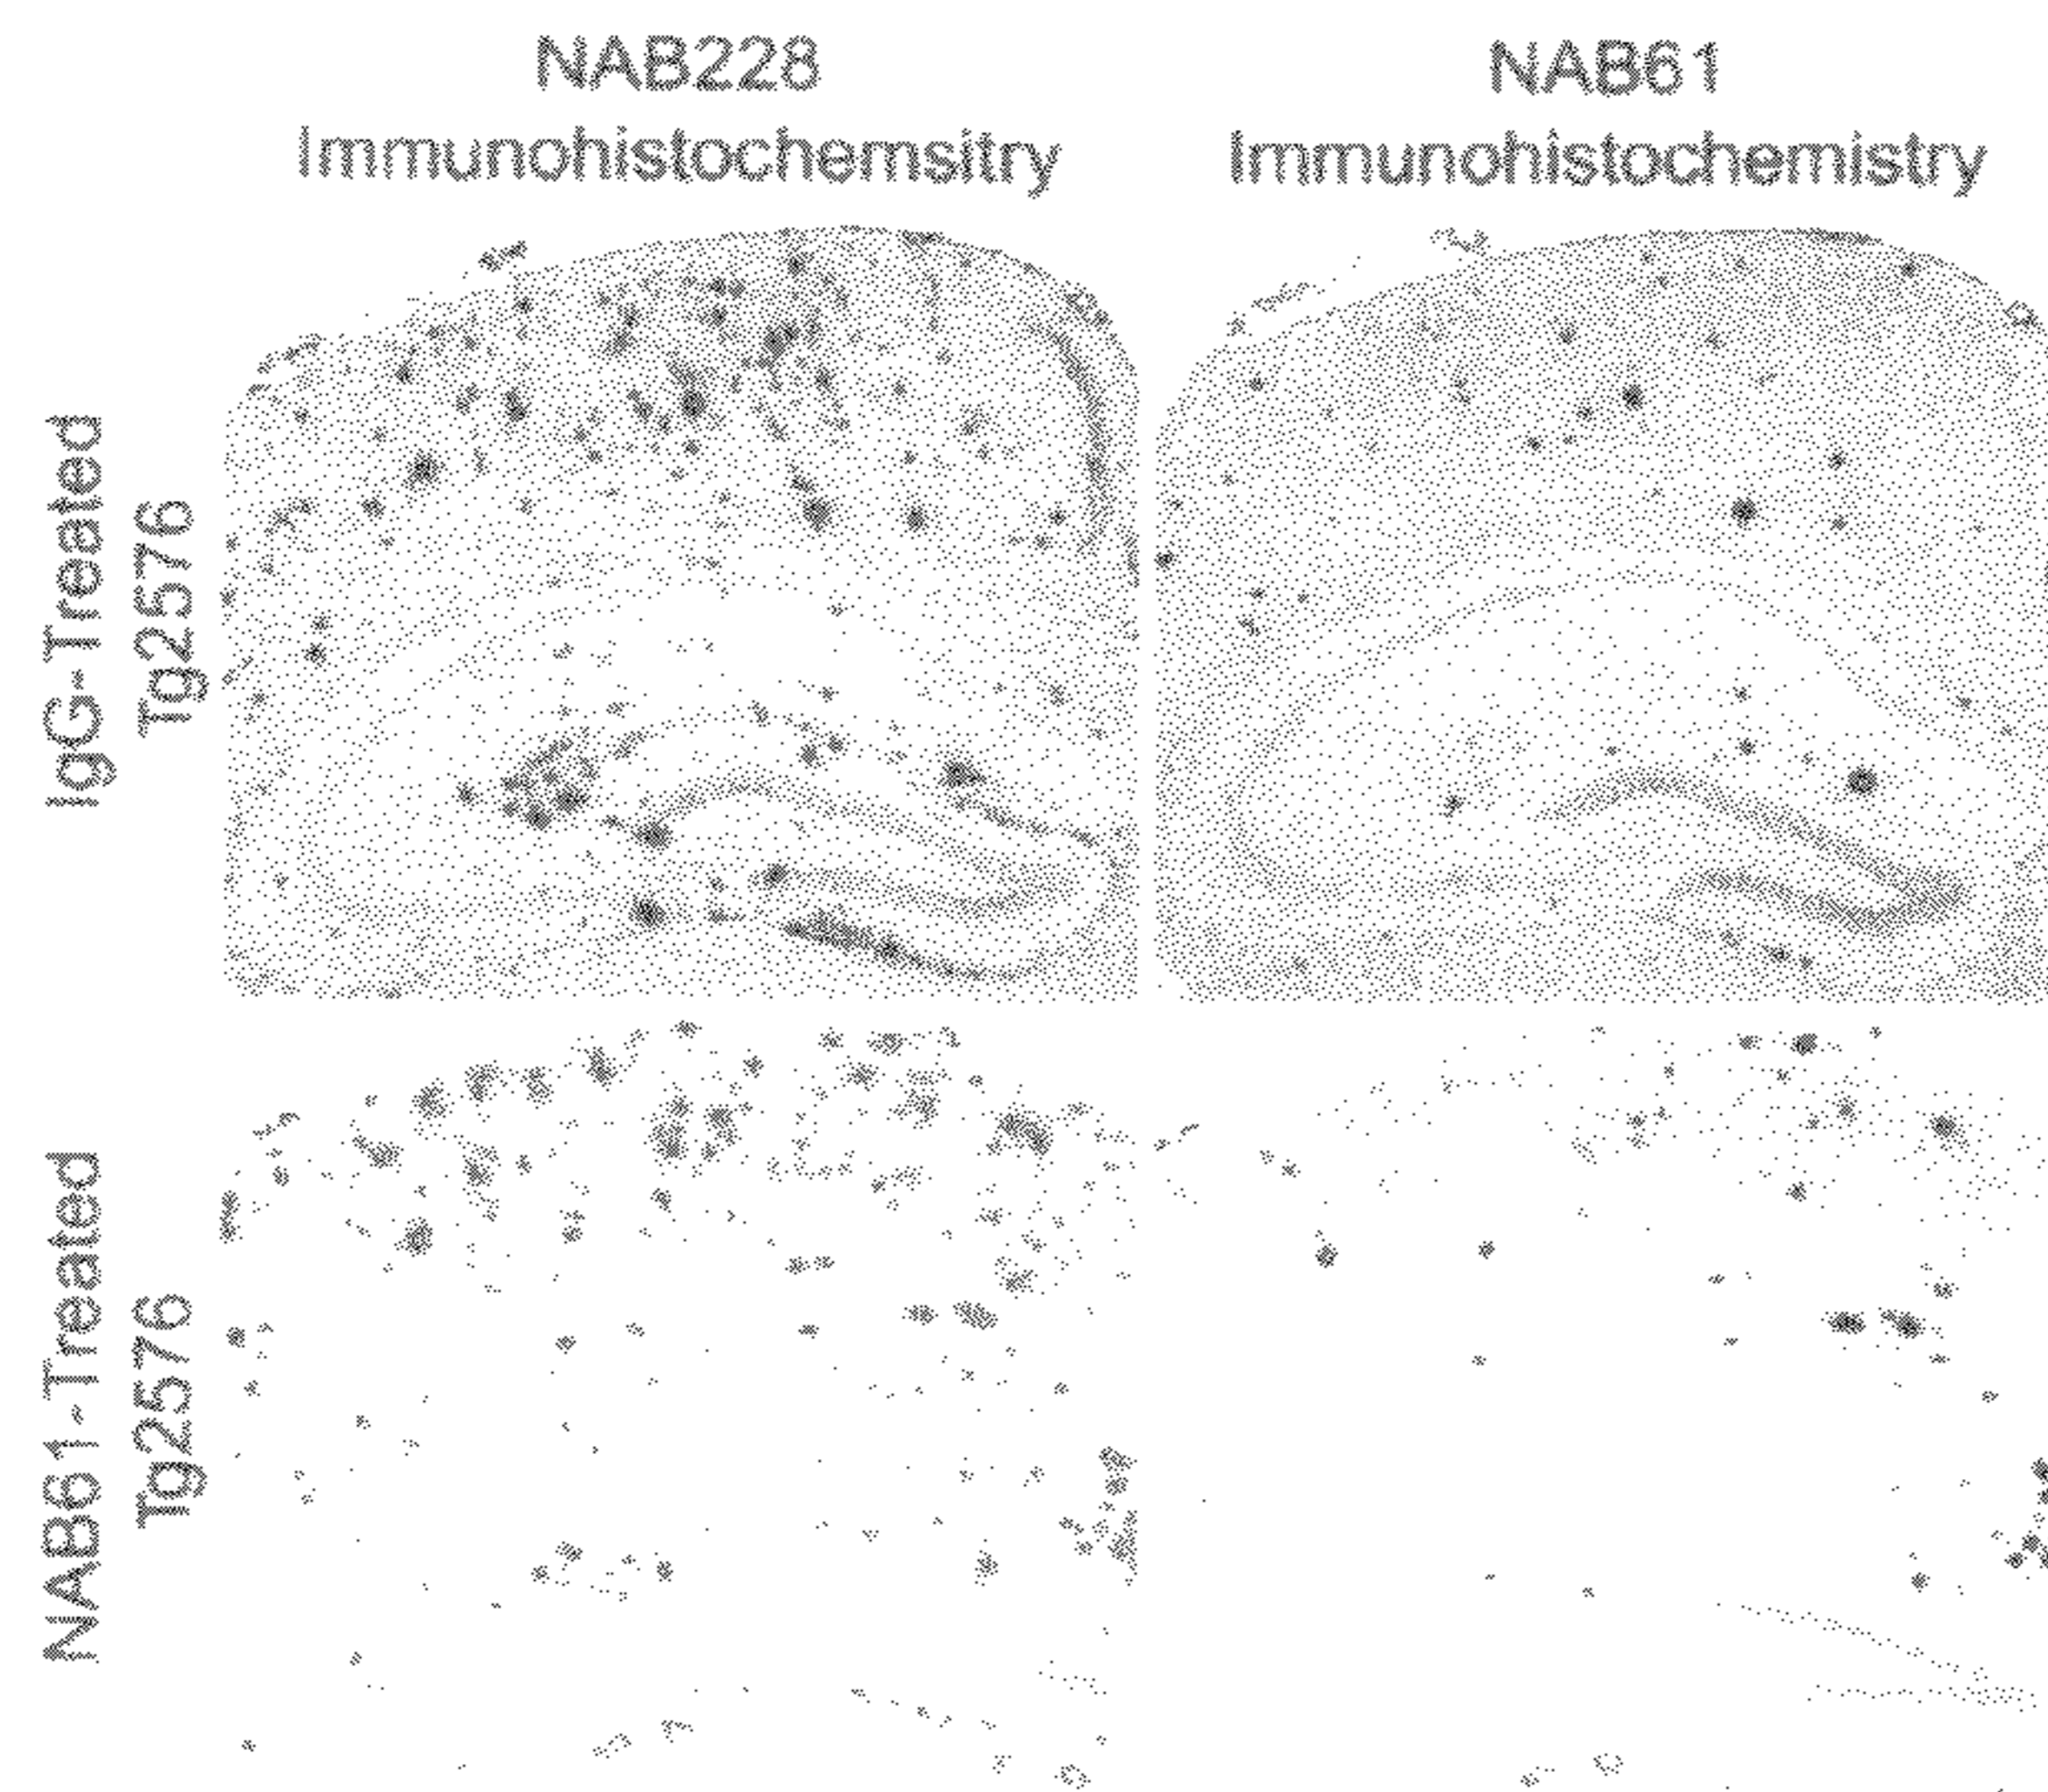 NAB228
Immunohistochemsitry
NAB61
Immunohistochemistry
IgG-Treated
Tg2576
NAB61-Treated
Tg2576